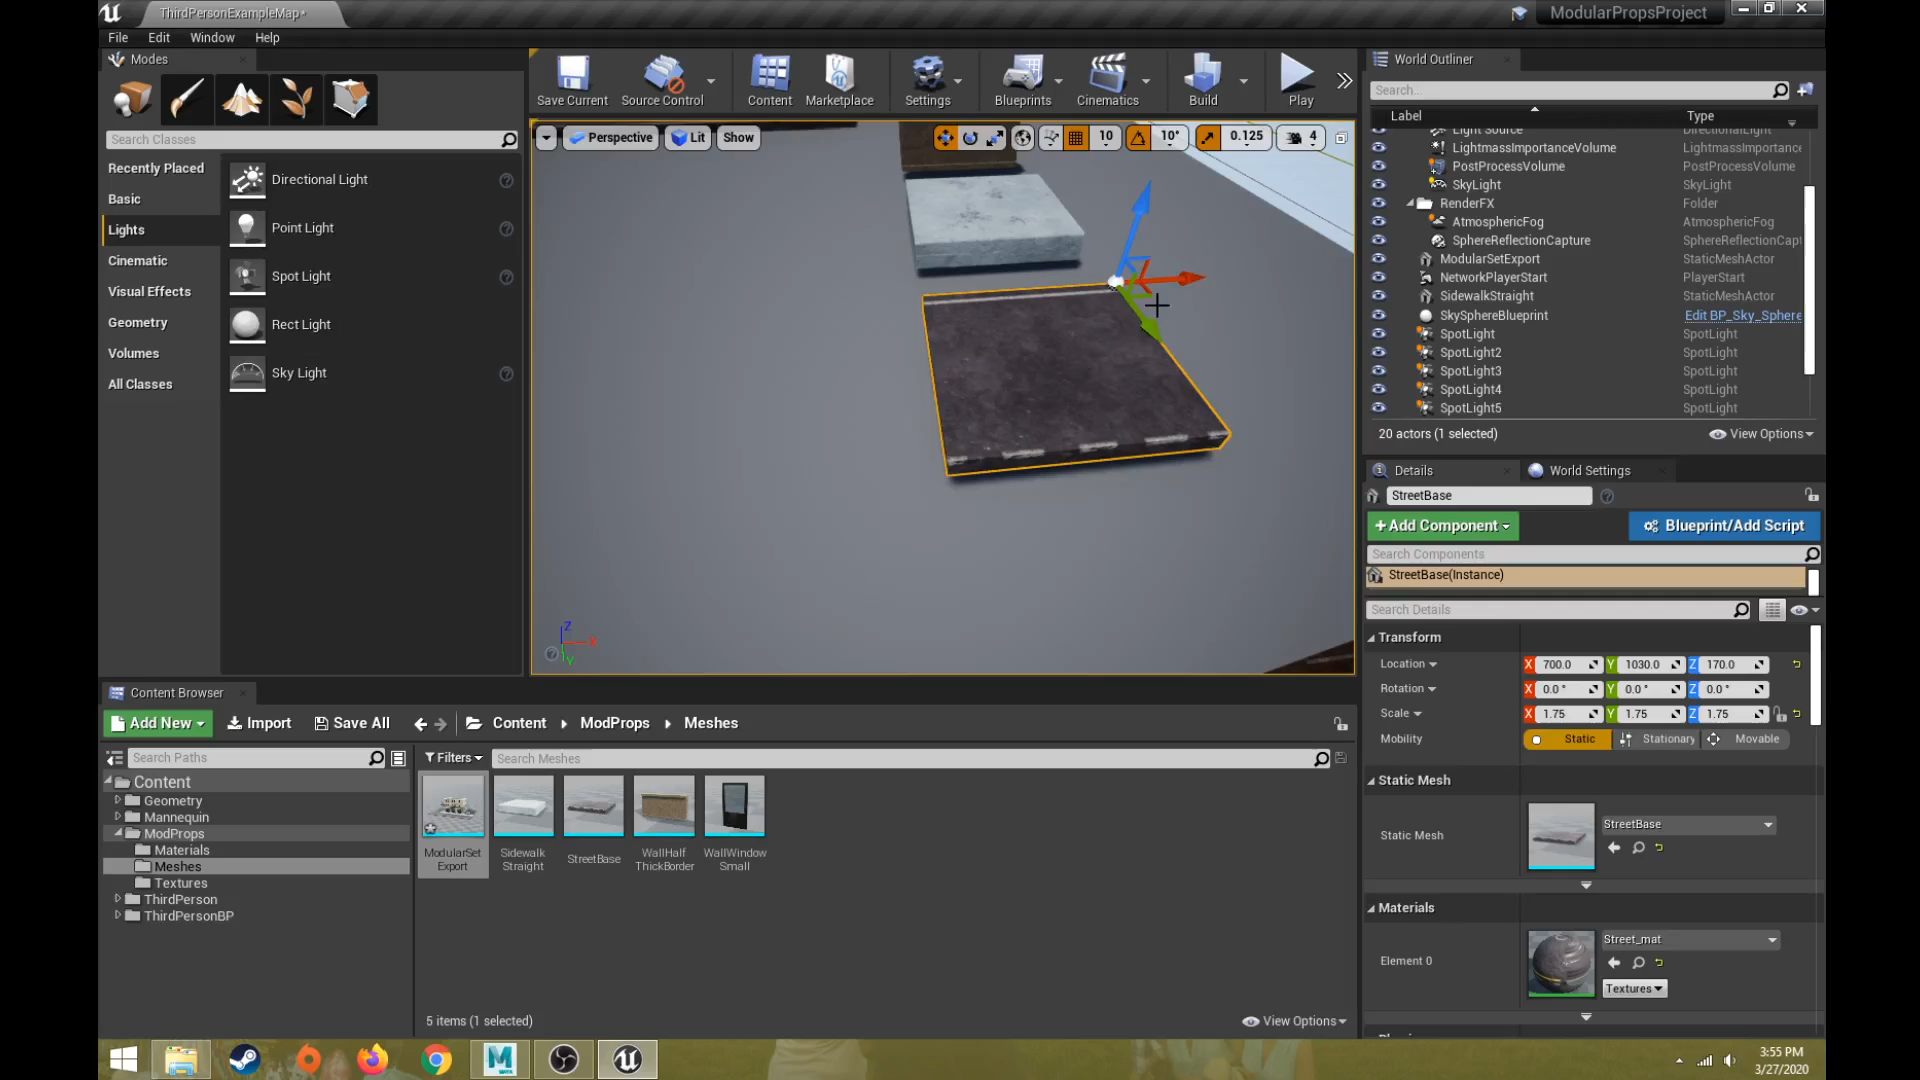 ThirdPersonExampleMap*
ModularPropsProject
File Edit Window Help
Modes
Search Classes
Recently Placed
Basic
Lights
Cinematic
Visual Effects
Geometry
Volumes
All Classes
Directional Light
Point Light
Spot Light
Rect Light
Sky Light
Save Current
Source Control
Content
Marketplace
Settings
Blueprints
Cinematics
Build
Play
Perspective Lit Show
10 10° 0.125 4
Z X Y
World Outliner
Search...
Label Type
Light Source DirectionalLight
LightmassImportanceVolume LightmassImportance
PostProcessVolume PostProcessVolume
SkyLight SkyLight
RenderFX Folder
AtmosphericFog AtmosphericFog
SphereReflectionCapture SphereReflectionCapt
ModularSetExport StaticMeshActor
NetworkPlayerStart PlayerStart
SidewalkStraight StaticMeshActor
SkySphereBlueprint Edit BP_Sky_Sphere
SpotLight SpotLight
SpotLight2 SpotLight
SpotLight3 SpotLight
SpotLight4 SpotLight
SpotLight5 SpotLight
20 actors (1 selected) View Options
Details World Settings
StreetBase
+Add Component Blueprint/Add Script
Search Components
StreetBase(Instance)
Search Details
Transform
Location X 700.0 Y 1030.0 Z 170.0
Rotation X 0.0° Y 0.0° Z 0.0°
Scale X 1.75 Y 1.75 Z 1.75
Mobility Static Stationary Movable
Static Mesh
Static Mesh StreetBase
Materials
Element 0 Street_mat
Textures
Content Browser
Add New Import Save All Content ModProps Meshes
Search Paths
Filters Search Meshes
Content
Geometry
Mannequin
ModProps
Materials
Meshes
Textures
ThirdPerson
ThirdPersonBP
ModularSet
Export
Sidewalk
Straight
StreetBase
WallHalf
ThickBorder
WallWindow
Small
5 items (1 selected) View Options
3:55 PM
3/27/2020